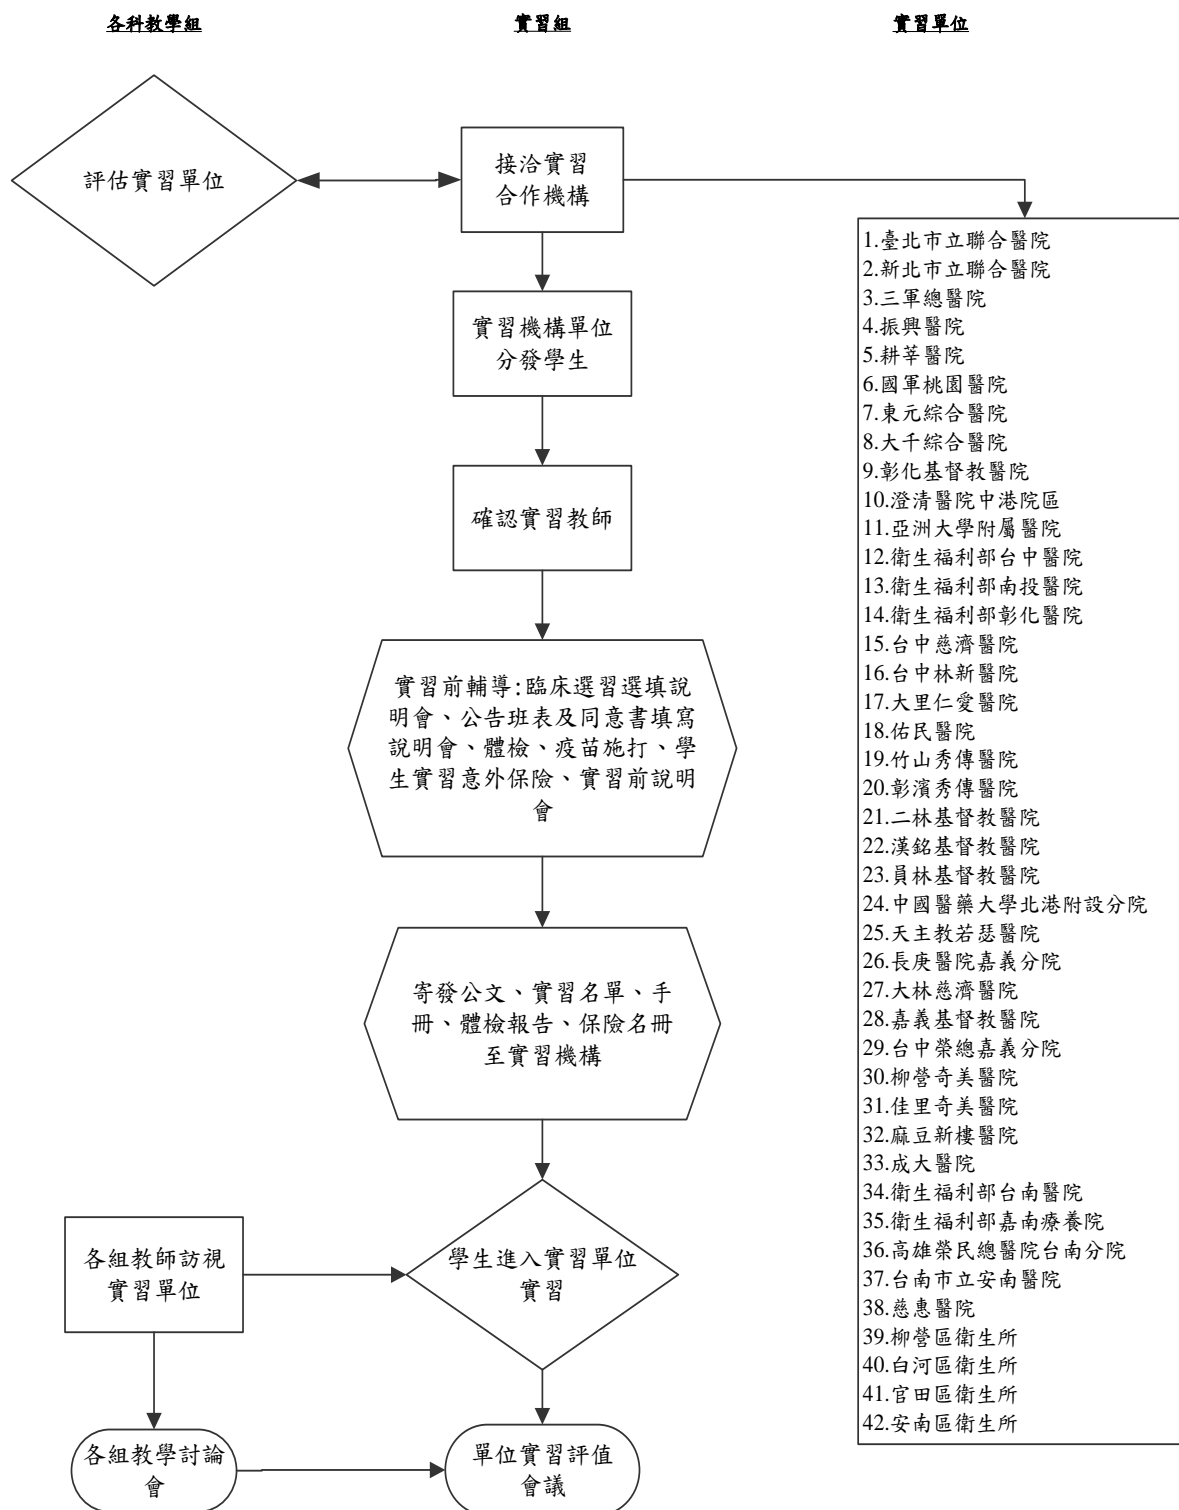 各科教學組
實習組
實習單位
評估實習單位
接洽實習
合作機構
實習機構單位
分發學生
確認實習教師
實習前輔導:臨床選習選填說
明會、公告班表及同意書填寫
說明會、體檢、疫苗施打、學
生實習意外保險、實習前說明
會
寄發公文、實習名單、手
冊、體檢報告、保險名冊
至實習機構
各組教師訪視
實習單位
學生進入實習單位
實習
各組教學討論
會
單位實習評值
會議
1.臺北市立聯合醫院
2.新北市立聯合醫院
3.三軍總醫院
4.振興醫院
5.耕莘醫院
6.國軍桃園醫院
7.東元綜合醫院
8.大千綜合醫院
9.彰化基督教醫院
10.澄清醫院中港院區
11.亞洲大學附屬醫院
12.衛生福利部台中醫院
13.衛生福利部南投醫院
14.衛生福利部彰化醫院
15.台中慈濟醫院
16.台中林新醫院
17.大里仁愛醫院
18.佑民醫院
19.竹山秀傳醫院
20.彰濱秀傳醫院
21.二林基督教醫院
22.漢銘基督教醫院
23.員林基督教醫院
24.中國醫藥大學北港附設分院
25.天主教若瑟醫院
26.長庚醫院嘉義分院
27.大林慈濟醫院
28.嘉義基督教醫院
29.台中榮總嘉義分院
30.柳營奇美醫院
31.佳里奇美醫院
32.麻豆新樓醫院
33.成大醫院
34.衛生福利部台南醫院
35.衛生福利部嘉南療養院
36.高雄榮民總醫院台南分院
37.台南市立安南醫院
38.慈惠醫院
39.柳營區衛生所
40.白河區衛生所
41.官田區衛生所
42.安南區衛生所